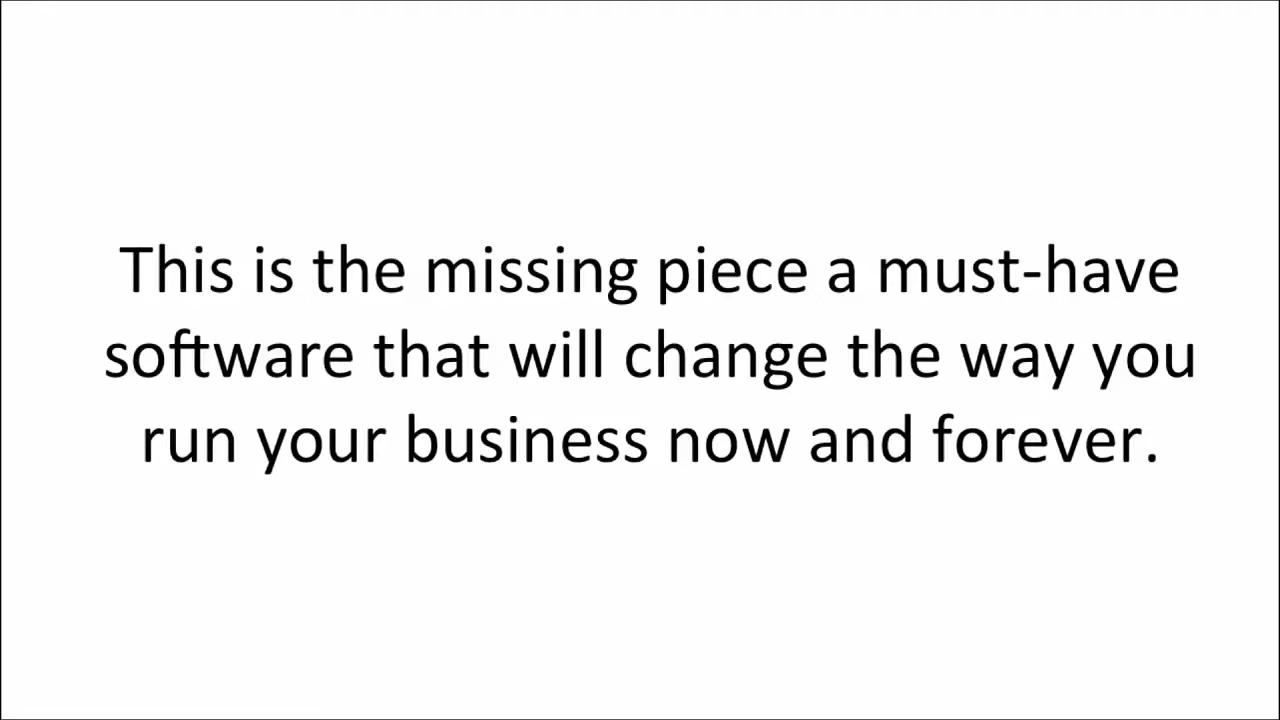 This is the missing piece a must-have
software that will change the way you
run your business now and forever.